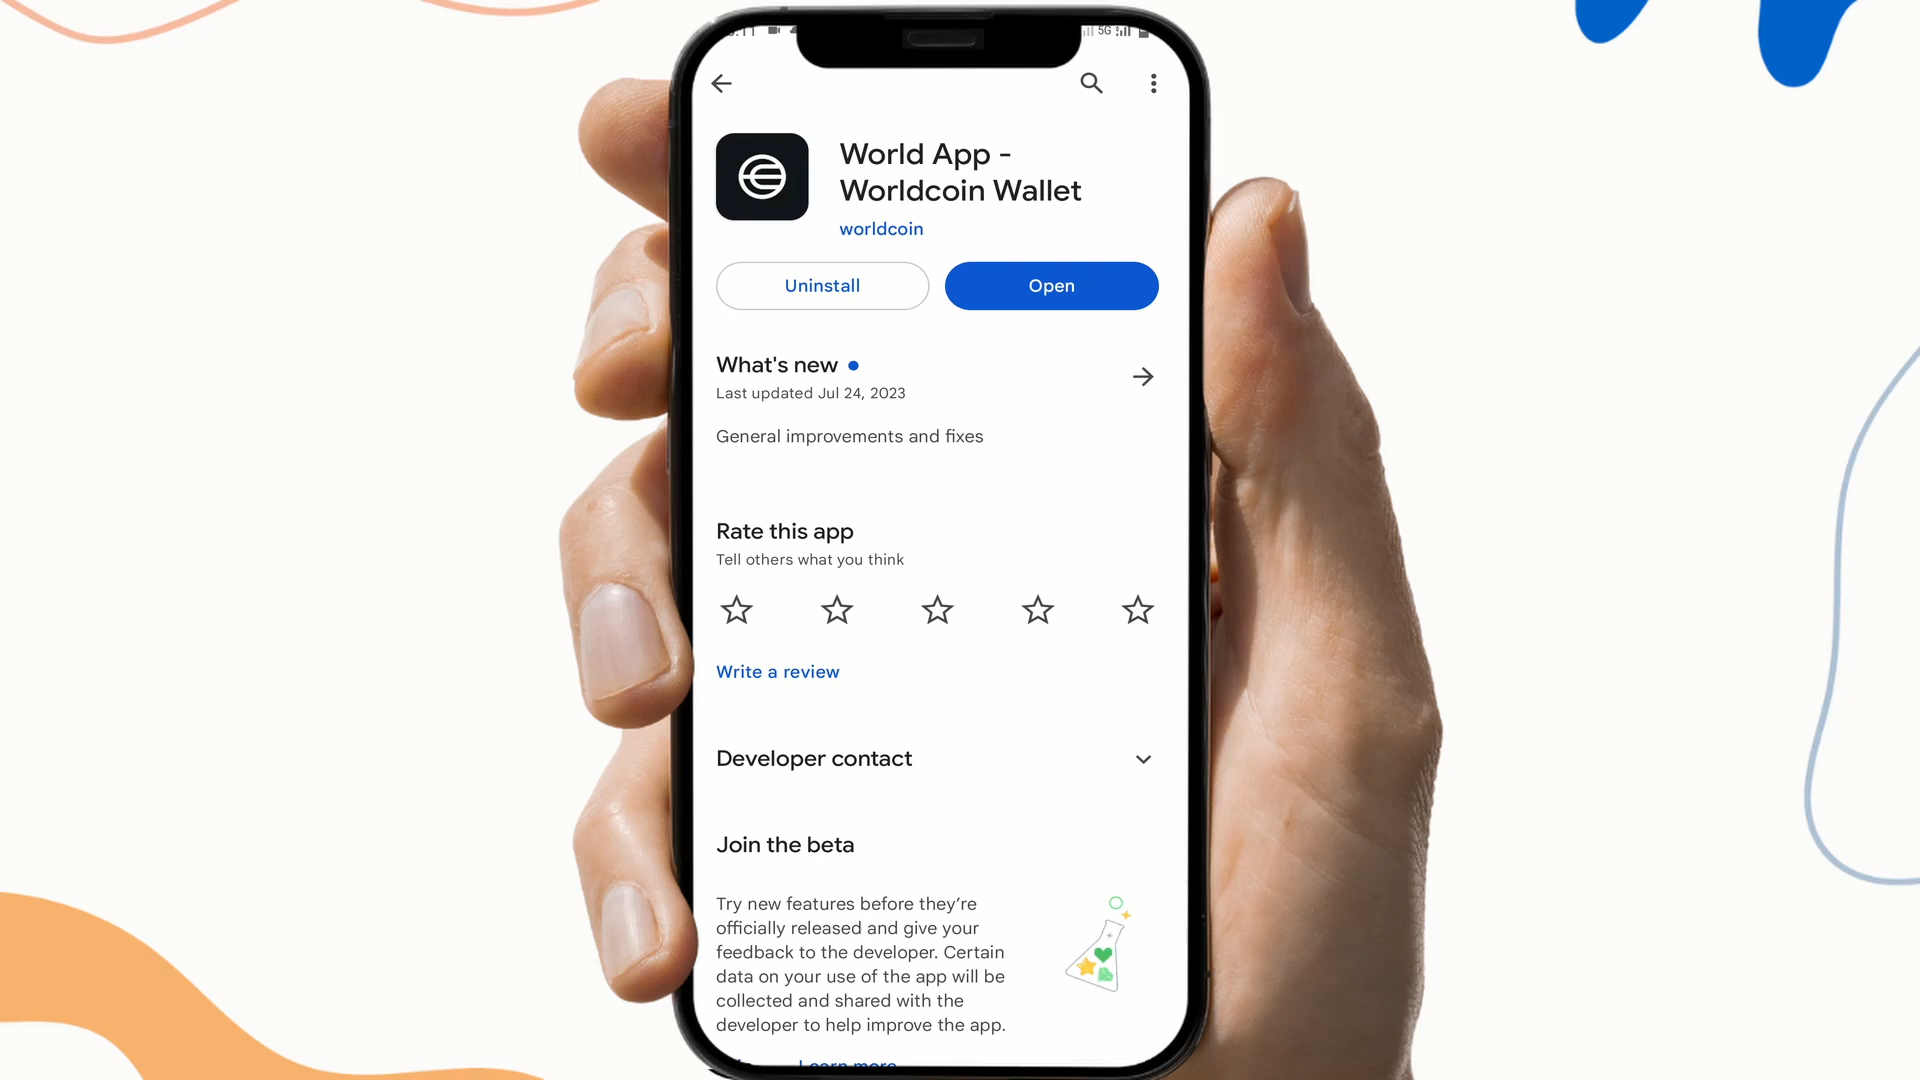 5G
World App -
Worldcoin Wallet
worldcoin
Uninstall
Open
What's new
Last updated Jul 24, 2023
General improvements and fixes
Rate this app
Tell others what you think
Write a review
Developer contact
Join the beta
Try new features before they're
officially released and give your
feedback to the developer. Certain
data on your use of the app will be
collected and shared with the
developer to help improve the app.
Learn more